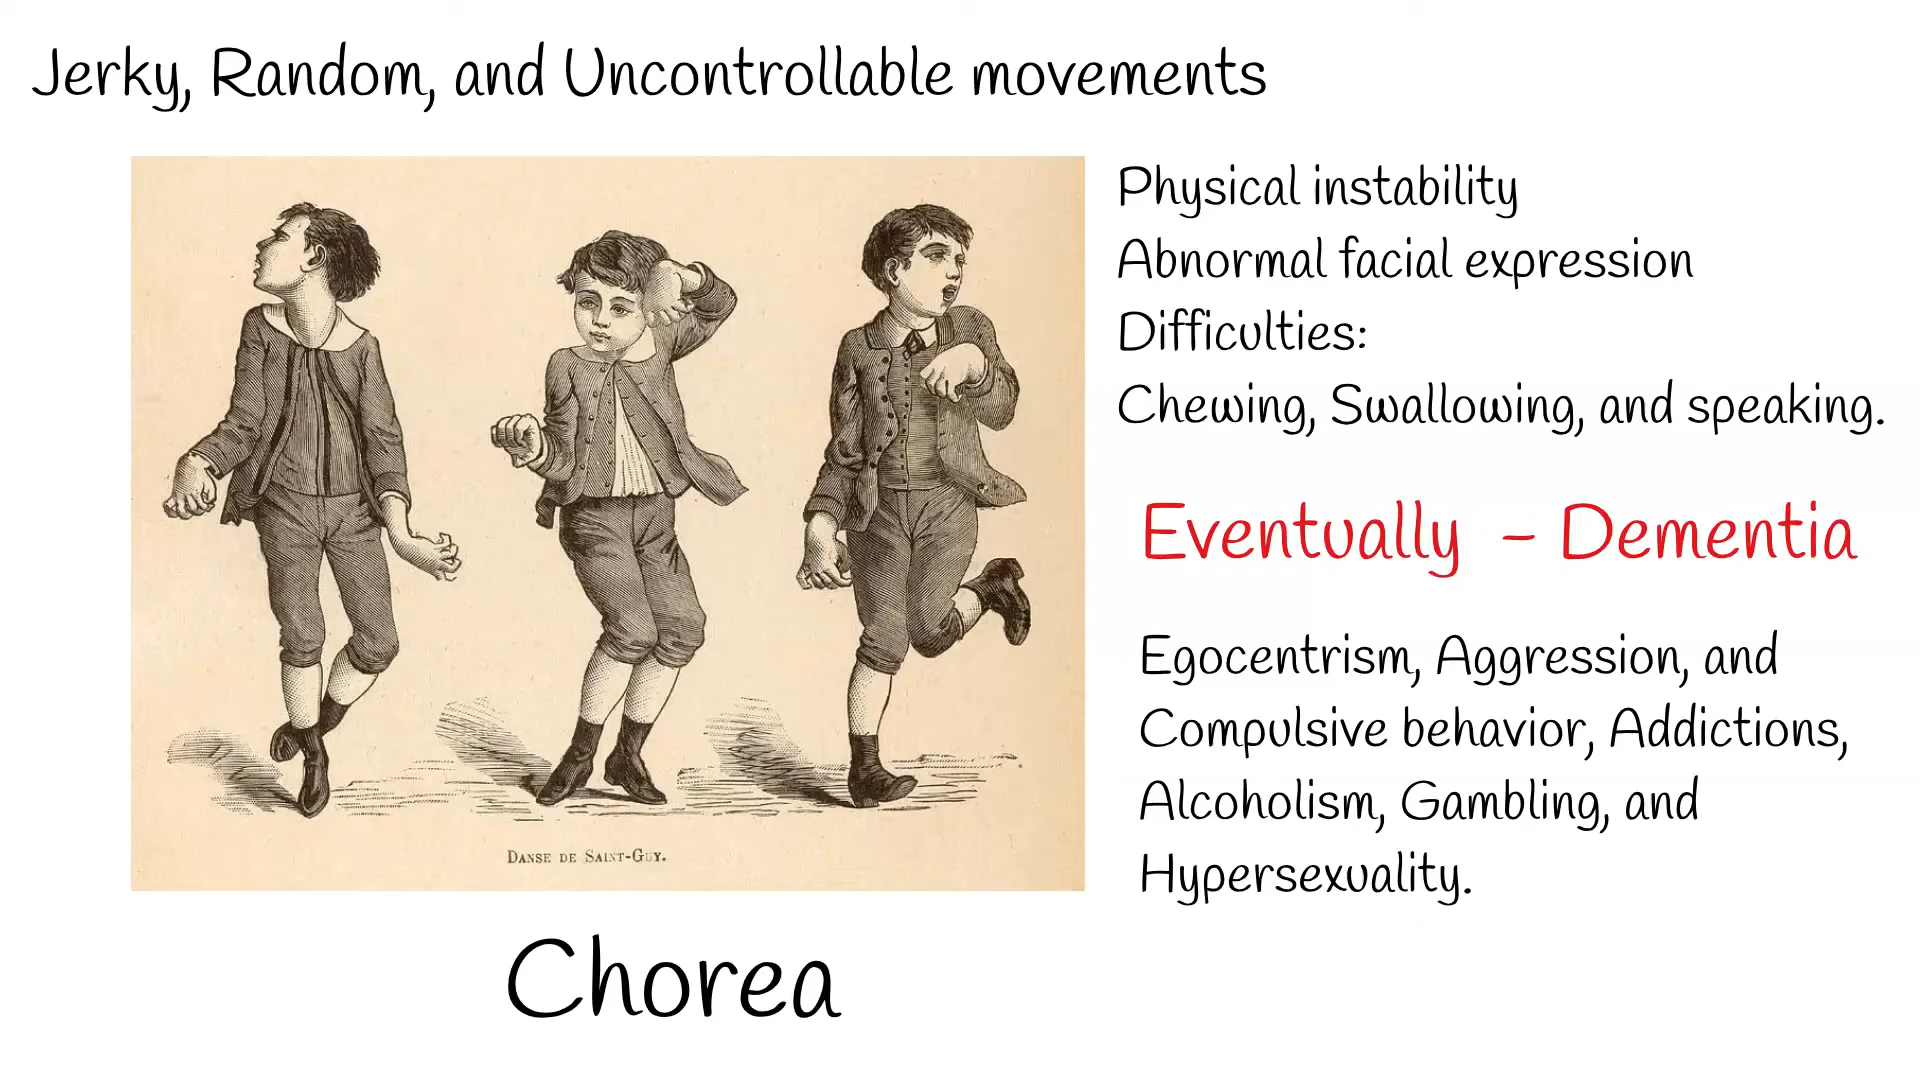 Jerky, Random, and Uncontrollable movements
Physical instability
Abnormal facial expression
Difficulties:
Chewing, Swallowing, and speaking.
Eventually – Dementia
Egocentrism, Aggression, and
Compulsive behavior, Addictions,
Alcoholism, Gambling, and
Hypersexuality.
DANSE DE SAINT-GUY.
Chorea